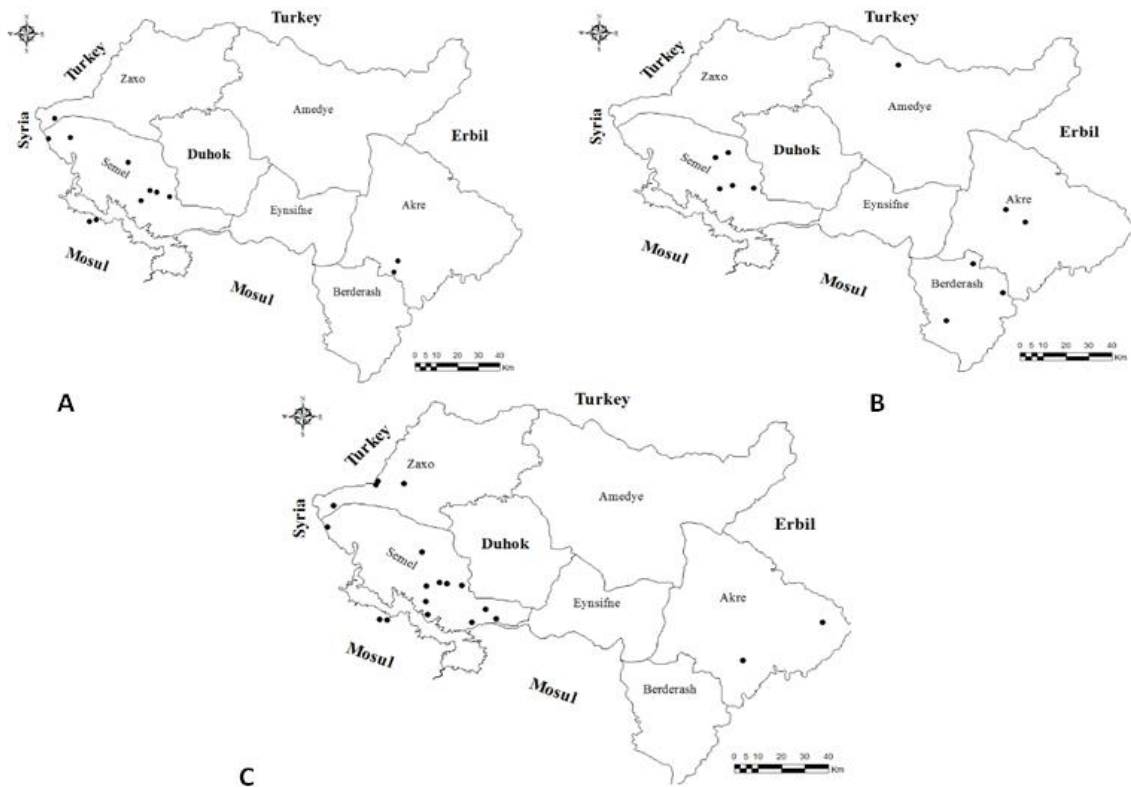 Turkey
Turkey
Zaxo
Amedye
Syria
Erbil
Duhok
Semel
Eynsifne
Akre
Mosul
Mosul
Berderash
0 5 10 20 30 40
Km
A
Turkey
Turkey
Zaxo
Amedye
Syria
Erbil
Duhok
Semel
Eynsifne
Akre
Mosul
Mosul
Berderash
0 5 10 20 30 40
Km
B
Turkey
Turkey
Zaxo
Amedye
Syria
Erbil
Duhok
Semel
Eynsifne
Akre
Mosul
Mosul
Berderash
0 5 10 20 30 40
Km
C